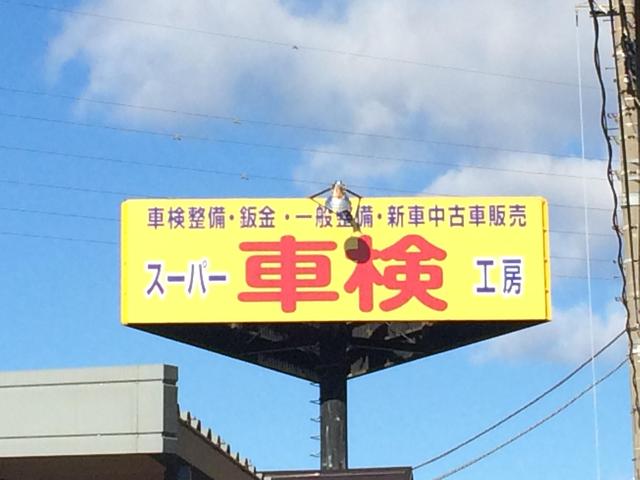 車検整備・鈑金・一般整備・新車中古車販売
スーパー 車検 工房